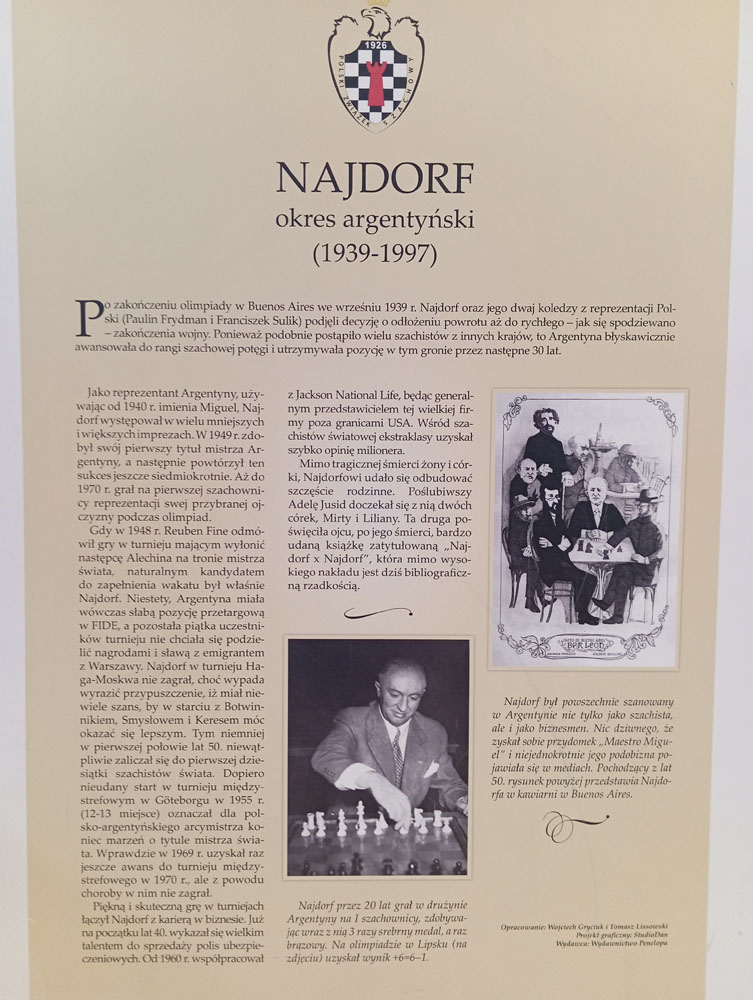 1926
POLSKI ZWIĄZEK SZACHOWY
NAJDORF
okres argentyński
(1939-1997)
Po zakończeniu olimpiady w Buenos Aires we wrześniu 1939 r. Najdorf oraz jego dwaj koledzy z reprezentacji Pol-
ski (Paulin Frydman i Franciszek Sulik) podjęli decyzję o odłożeniu powrotu aż do rychłego – jak się spodziewano
– zakończenia wojny. Ponieważ podobnie postąpiło wielu szachistów z innych krajów, to Argentyna błyskawicznie
awansowała do rangi szachowej potęgi i utrzymywała pozycję w tym gronie przez następne 30 lat.
Jako reprezentant Argentyny, uży-
wając od 1940 r. imienia Miguel, Naj-
dorf występował w wielu mniejszych
i większych imprezach. W 1949 r. zdo-
był swój pierwszy tytuł mistrza Ar-
gentyny, a następnie powtórzył ten
sukces jeszcze siedmiokrotnie. Aż do
1970 r. grał na pierwszej szachowni-
cy reprezentacji swej przybranej oj-
czyzny podczas olimpiad.
Gdy w 1948 r. Reuben Fine odmó-
wił gry w turnieju mającym wyłonić
następcę Alechina na tronie mistrza
świata, naturalnym kandydatem
do zapełnienia wakatu był właśnie
Najdorf. Niestety, Argentyna miała
wówczas słabą pozycję przetargową
w FIDE, a pozostała piątka uczestni-
ków turnieju nie chciała się podzie-
lić nagrodami i sławą z emigrantem
z Warszawy. Najdorf w turnieju Ha-
ga-Moskwa nie zagrał, choć wypada
wyrazić przypuszczenie, iż miał nie-
wiele szans, by w starciu z Botwin-
nikiem, Smysłowem i Keresem móc
okazać się lepszym. Tym niemniej
w pierwszej połowie lat 50. niewąt-
pliwie zaliczał się do pierwszej dzie-
siątki szachistów świata. Dopiero
nieudany start w turnieju między-
strefowym w Göteborgu w 1955 r.
(12-13 miejsce) oznaczał dla pol-
sko-argentyńskiego arcymistrza ko-
niec marzeń o tytule mistrza świa-
ta. Wprawdzie w 1969 r. uzyskał raz
jeszcze awans do turnieju między-
strefowego w 1970 r., ale z powodu
choroby w nim nie zagrał.
Piękną i skuteczną grę w turniejach
łączył Najdorf z karierą w biznesie. Już
na początku lat 40. wykazał się wielkim
talentem do sprzedaży polis ubezpie-
czeniowych. Od 1960 r. współpracował
z Jackson National Life, będąc general-
nym przedstawicielem tej wielkiej fir-
my poza granicami USA. Wśród sza-
chistów światowej ekstraklasy uzyskał
szybko opinię milionera.
Mimo tragicznej śmierci żony i cór-
ki, Najdorfowi udało się odbudować
szczęście rodzinne. Poślubiwszy
Adelę Jusid doczekał się z nią dwóch
córek, Mirty i Liliany. Ta druga po-
święciła ojcu, po jego śmierci, bardzo
udaną książkę zatytułowaną „Naj-
dorf x Najdorf”, która mimo wyso-
kiego nakładu jest dziś bibliograficz-
ną rzadkością.
BAR LEON
Najdorf był powszechnie szanowany
w Argentynie nie tylko jako szachista,
ale i jako biznesmen. Nic dziwnego, że
zyskał sobie przydomek „Maestro Migu-
el” i niejednokrotnie jego podobizna po-
jawiała się w mediach. Pochodzący z lat
50. rysunek powyżej przedstawia Najdo-
rfa w kawiarni w Buenos Aires.
Najdorf przez 20 lat grał w drużynie
Argentyny na I szachownicy, zdobywa-
jąc wraz z nią 3 razy srebrny medal, a raz
brązowy. Na olimpiadzie w Lipsku (na
zdjęciu) uzyskał wynik +6=6–1.
Opracowanie: Wojciech Gryciuk i Tomasz Lissowski
Projekt graficzny: StudioDan
Wydawca: Wydawnictwo Penelopa